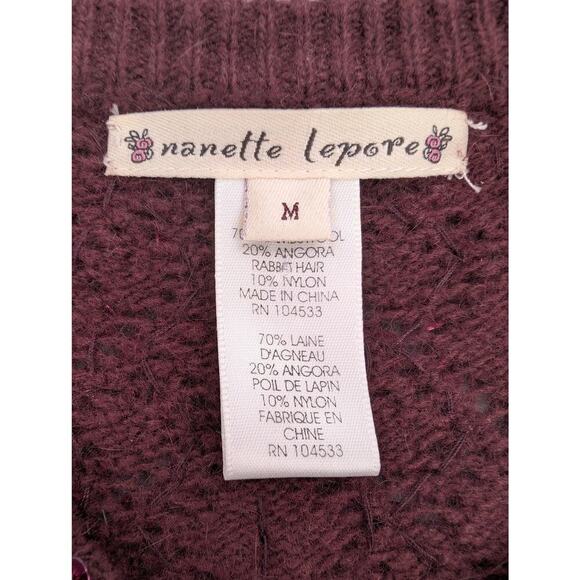 nanette lepore
M
20% ANGORA
RABBIT HAIR
10% NYLON
MADE IN CHINA
RN 104533
70% LAINE
D'AGNEAU
20% ANGORA
POIL DE LAPIN
10% NYLON
FABRIQUE EN
CHINE
RN 104533